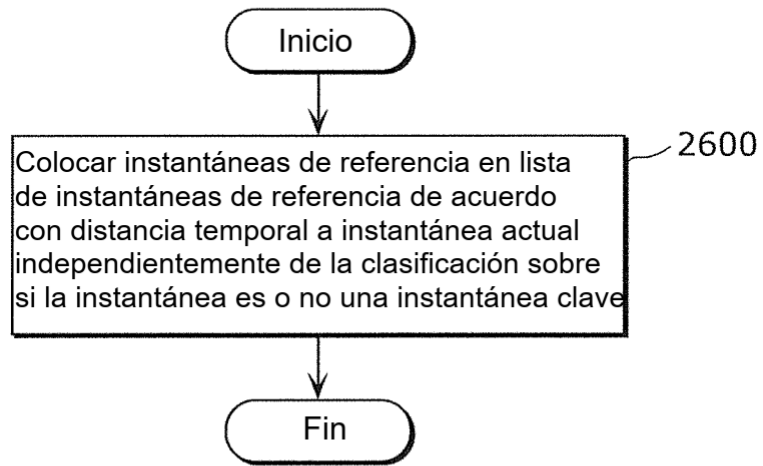 Inicio
Colocar instantáneas de referencia en lista
de instantáneas de referencia de acuerdo
con distancia temporal a instantánea actual
independientemente de la clasificación sobre
si la instantánea es o no una instantánea clave
2600
Fin